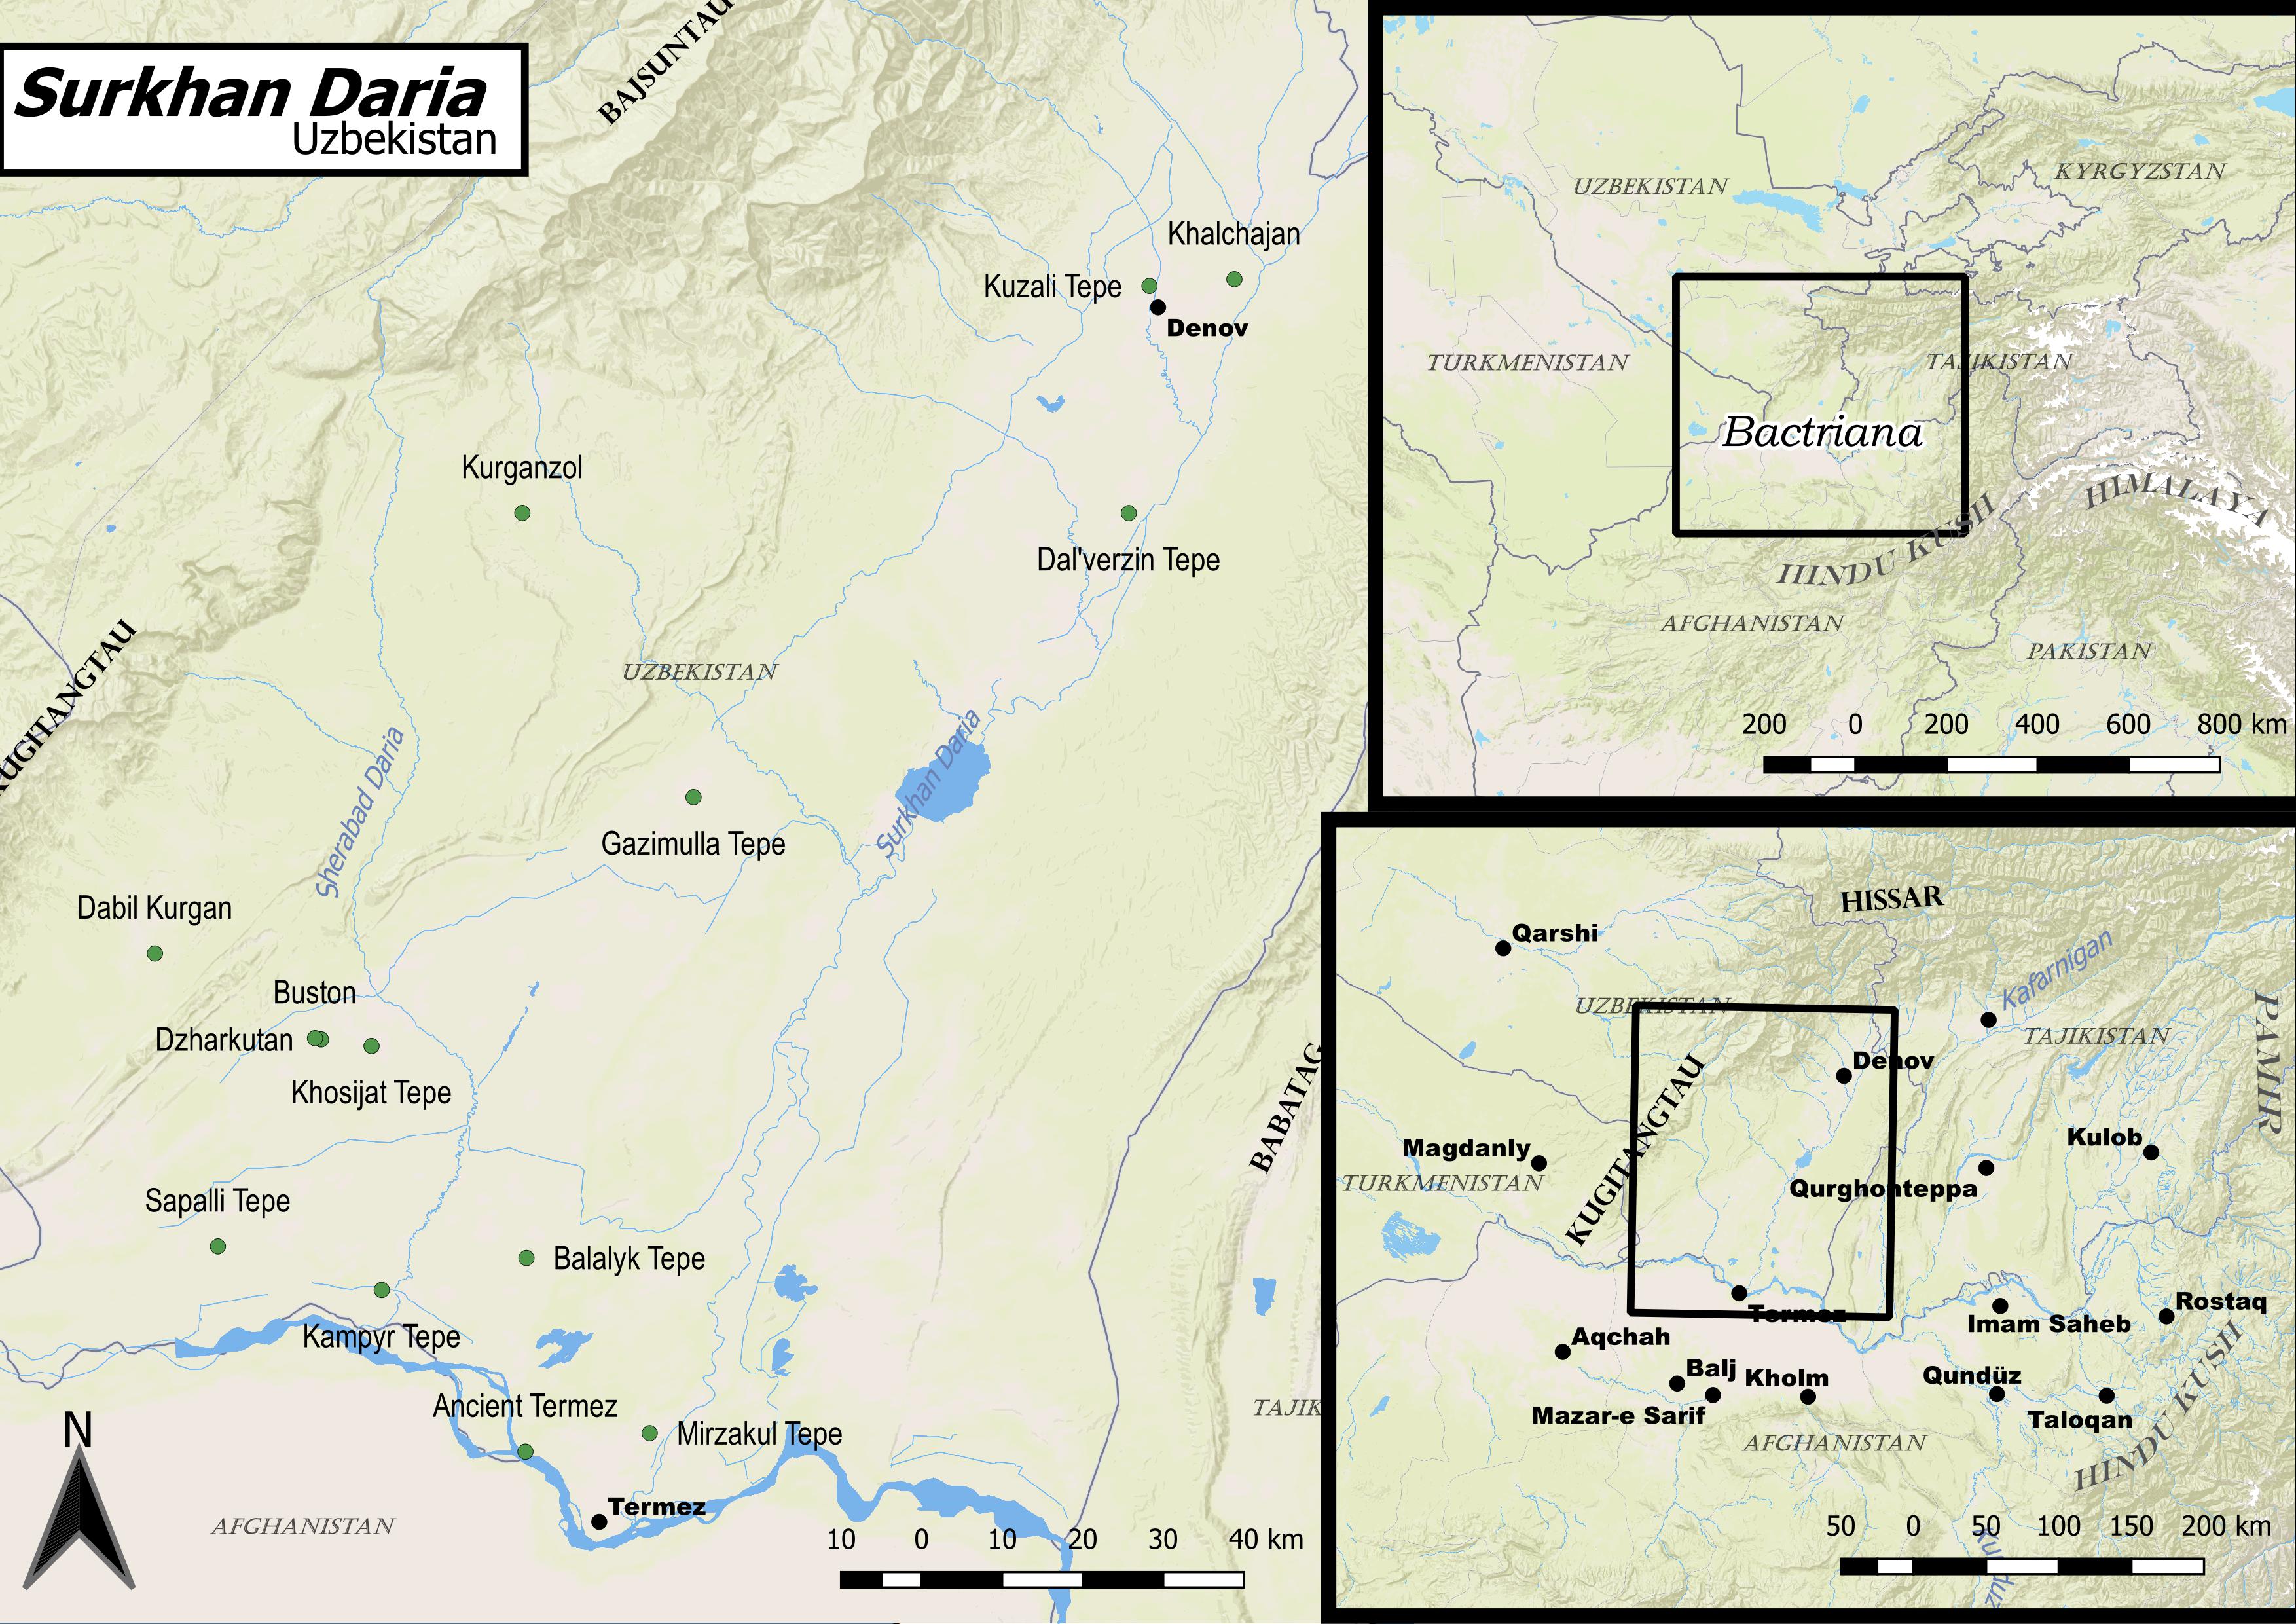 Surkhan Daria
Uzbekistan
BAJSUNTAU
Khalchajan
Kuzali Tepe
Denov
Kurganzol
Dal'verzin Tepe
KUGITANGTAU
UZBEKISTAN
Sherabad Daria
Surkhan Daria
Gazimulla Tepe
Dabil Kurgan
Buston
Dzharkutan
Khosijat Tepe
BABATAG
Sapalli Tepe
Balalyk Tepe
Kampyr Tepe
Ancient Termez
Mirzakul Tepe
TAJIK
N
Termez
AFGHANISTAN
10 0 10 20 30 40 km
UZBEKISTAN
KYRGYZSTAN
TURKMENISTAN
TAJIKISTAN
Bactriana
HIMALAYA
HINDU KUSH
AFGHANISTAN
PAKISTAN
200 0 200 400 600 800 km
HISSAR
Qarshi
Kafarnigan
UZBEKISTAN
TAJIKISTAN
PAMIR
Denov
KUGITANGTAU
Kulob
Magdanly
TURKMENISTAN
Qurghonteppa
Termez
Rostaq
Imam Saheb
Aqchah
Balj
Kholm
Qundüz
Mazar-e Sarif
Taloqan
AFGHANISTAN
HINDU KUSH
50 0 50 100 150 200 km
Kunduz